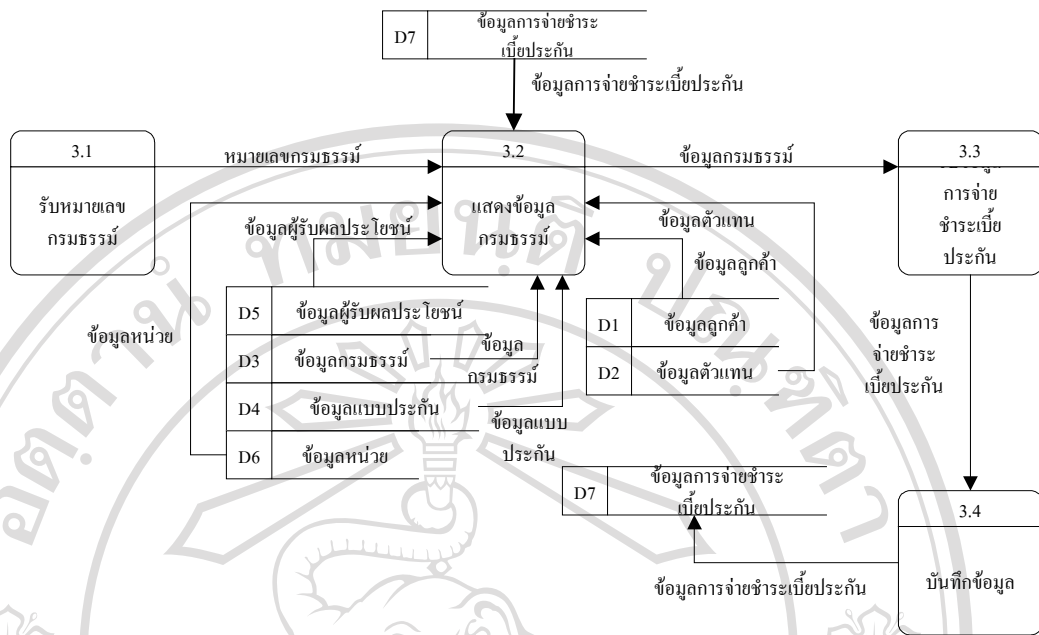 D7
ข้อมูลการจ่ายชำระ
เบี้ยประกัน
ข้อมูลการจ่ายชำระเบี้ยประกัน
3.1
รับหมายเลข
กรมธรรม์
หมายเลขกรมธรรม์
3.2
แสดงข้อมูล
กรมธรรม์
ข้อมูลกรมธรรม์
3.3
การจ่าย
ชำระเบี้ย
ประกัน
ข้อมูลผู้รับผลประโยชน์
ข้อมูลตัวแทน
ข้อมูลลูกค้า
ข้อมูลหน่วย
D5 ข้อมูลผู้รับผลประโยชน์
D3 ข้อมูลกรมธรรม์
D4 ข้อมูลแบบประกัน
D6 ข้อมูลหน่วย
ข้อมูล
กรมธรรม์
ข้อมูลแบบ
ประกัน
D1 ข้อมูลลูกค้า
D2 ข้อมูลตัวแทน
ข้อมูลการ
จ่ายชำระ
เบี้ยประกัน
D7
ข้อมูลการจ่ายชำระ
เบี้ยประกัน
3.4
บันทึกข้อมูล
ข้อมูลการจ่ายชำระเบี้ยประกัน